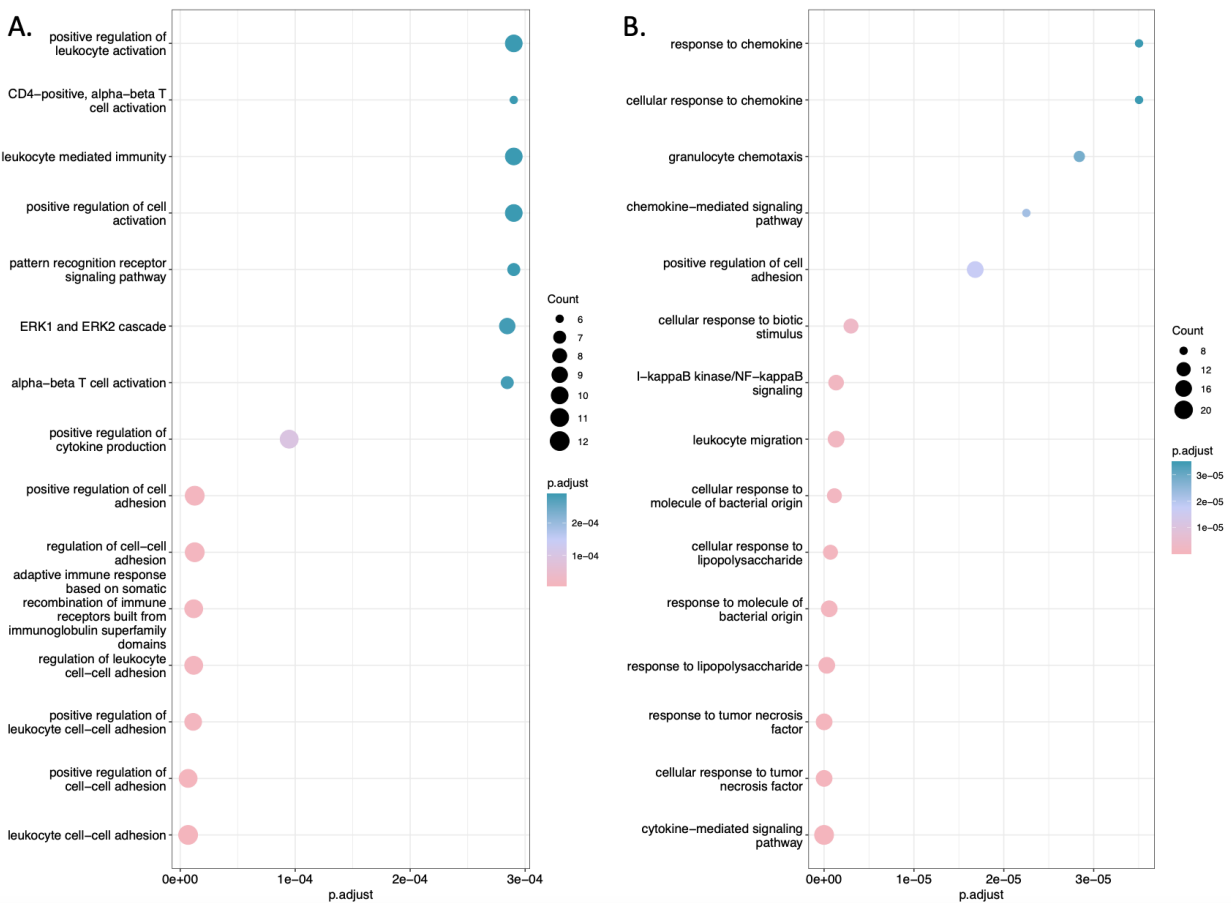 A.
positive regulation of
leukocyte activation
CD4−positive, alpha−beta T
cell activation
leukocyte mediated immunity
positive regulation of cell
activation
pattern recognition receptor
signaling pathway
ERK1 and ERK2 cascade
alpha−beta T cell activation
positive regulation of
cytokine production
positive regulation of cell
adhesion
regulation of cell−cell
adhesion
adaptive immune response
based on somatic
recombination of immune
receptors built from
immunoglobulin superfamily
domains
regulation of leukocyte
cell−cell adhesion
positive regulation of
leukocyte cell−cell adhesion
positive regulation of
cell−cell adhesion
leukocyte cell−cell adhesion
0e+00 1e−04 2e−04 3e−04
p.adjust
Count
6
7
8
9
10
11
12
p.adjust
2e−04
1e−04
B.
response to chemokine
cellular response to chemokine
granulocyte chemotaxis
chemokine−mediated signaling
pathway
positive regulation of cell
adhesion
cellular response to biotic
stimulus
I−kappaB kinase/NF−kappaB
signaling
leukocyte migration
cellular response to
molecule of bacterial origin
cellular response to
lipopolysaccharide
response to molecule of
bacterial origin
response to lipopolysaccharide
response to tumor necrosis
factor
cellular response to tumor
necrosis factor
cytokine−mediated signaling
pathway
0e+00 1e−05 2e−05 3e−05
p.adjust
Count
8
12
16
20
p.adjust
3e−05
2e−05
1e−05